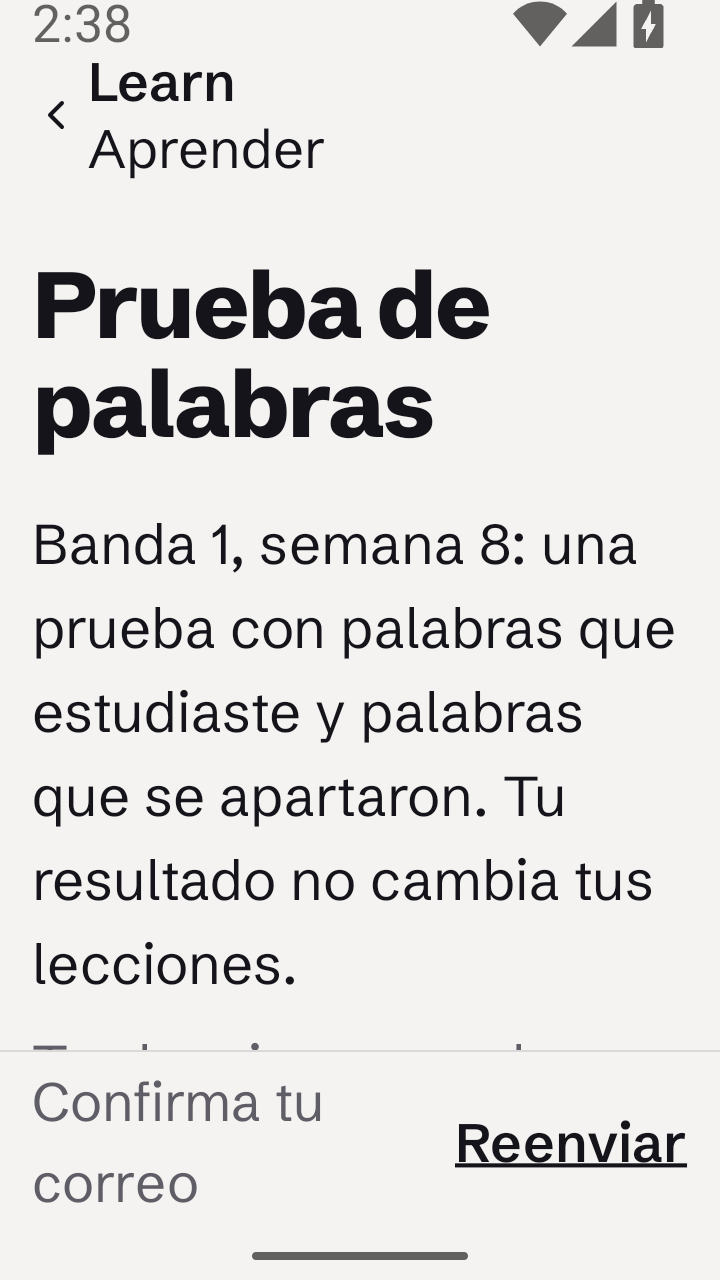 2:38
Learn
Aprender
Prueba de
palabras
Banda 1, semana 8: una
prueba con palabras que
estudiaste y palabras
que se apartaron. Tu
resultado no cambia tus
lecciones.
Confirma tu
correo
Reenviar